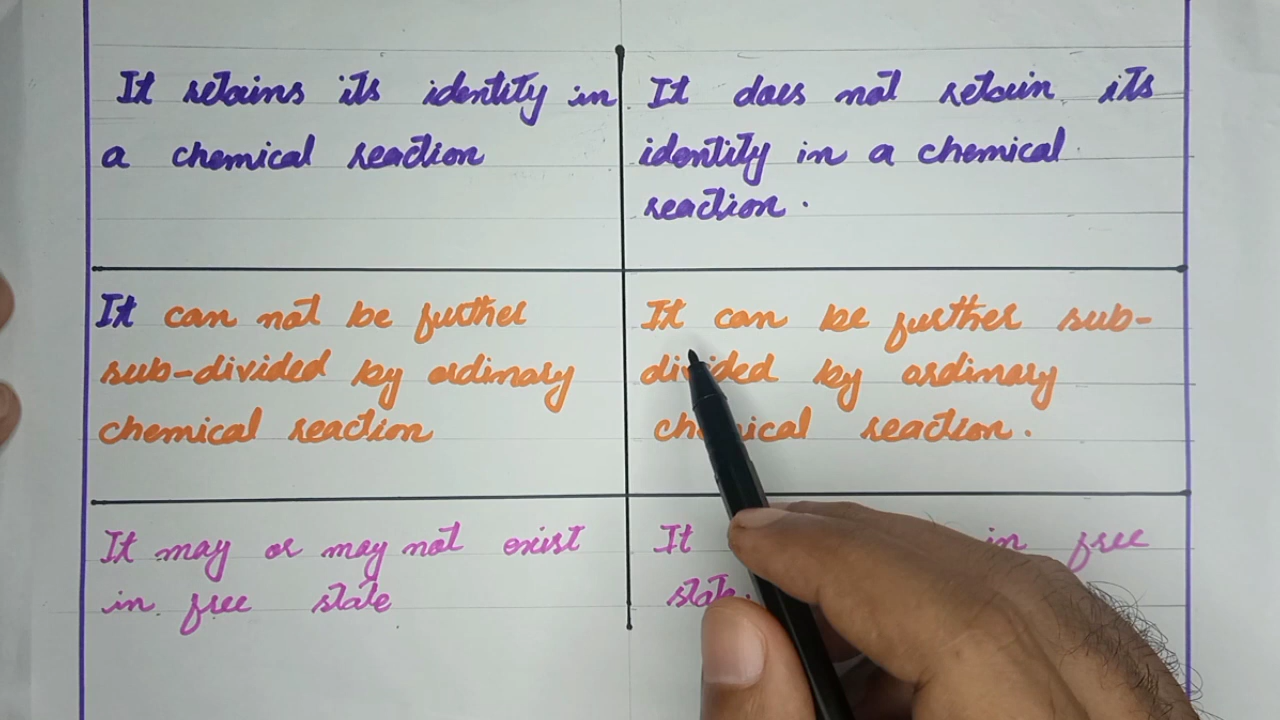 It retains its identity in
a chemical reaction
It does not retain its
identity in a chemical
reaction.
It can not be further
sub-divided by ordinary
chemical reaction
It can be further sub-
divided by ordinary
chemical reaction.
It may or may not exist
in free state
It in free
state.